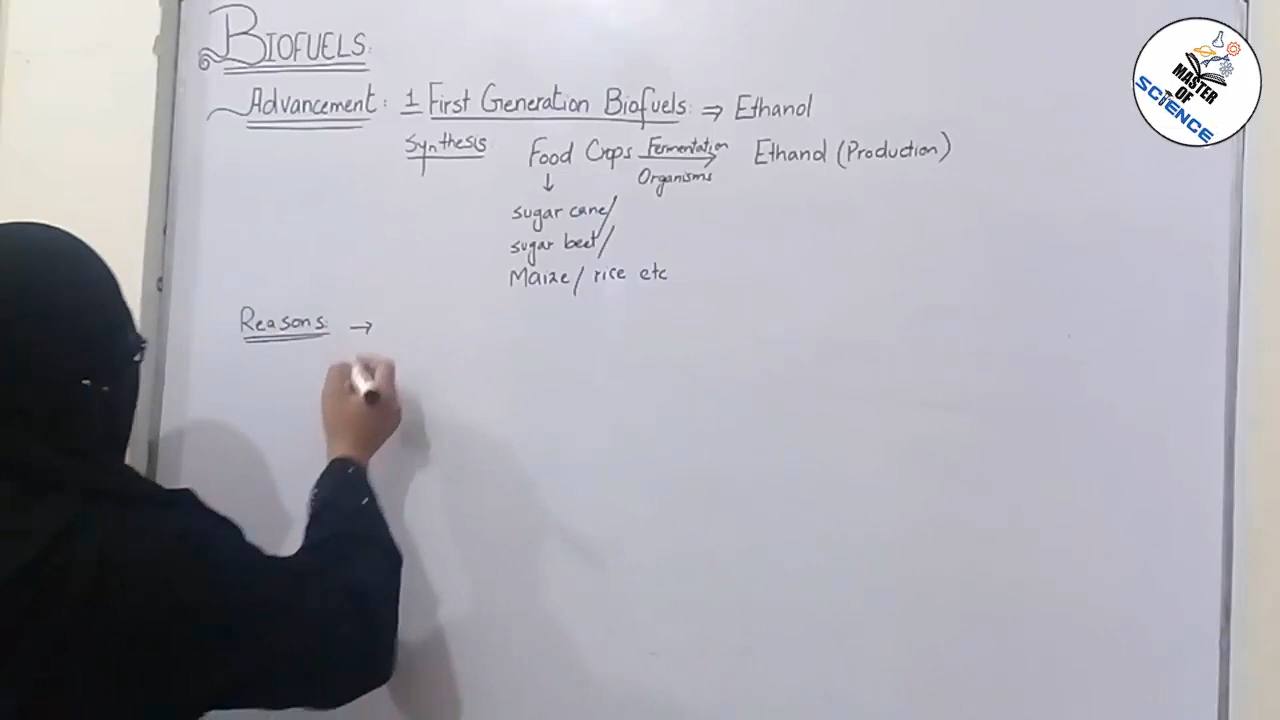 BIOFUELS:
Advancement: 1 First Generation Biofuels: ⇒ Ethanol
Synthesis Food Crops Fermentation Organisms → Ethanol (Production)
↓
sugar cane/
sugar beet/
Maize/ rice etc
Reasons: →
MASTER OF SCIENCE